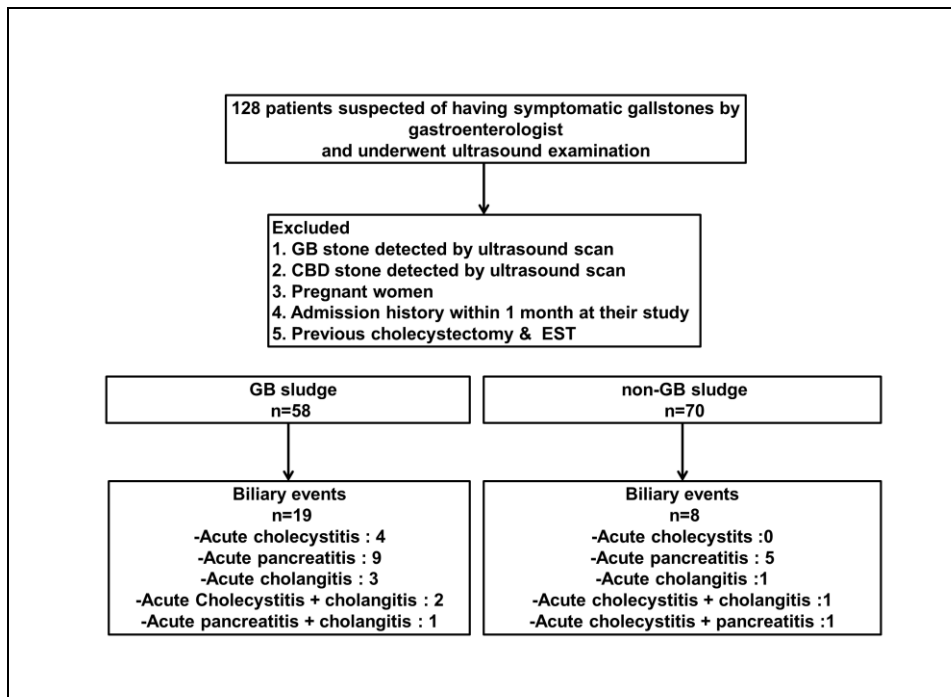 128 patients suspected of having symptomatic gallstones by
gastroenterologist
and underwent ultrasound examination
Excluded
1. GB stone detected by ultrasound scan
2. CBD stone detected by ultrasound scan
3. Pregnant women
4. Admission history within 1 month at their study
5. Previous cholecystectomy & EST
GB sludge
n=58
non-GB sludge
n=70
Biliary events
n=19
-Acute cholecystitis : 4
-Acute pancreatitis : 9
-Acute cholangitis : 3
-Acute Cholecystitis + cholangitis : 2
-Acute pancreatitis + cholangitis : 1
Biliary events
n=8
-Acute cholecystits :0
-Acute pancreatitis : 5
-Acute cholangitis :1
-Acute cholecystitis + cholangitis :1
-Acute cholecystitis + pancreatitis :1